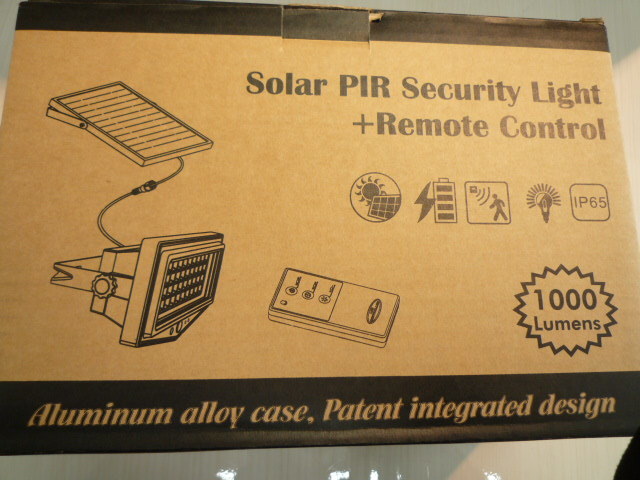 Solar PIR Security Light
+Remote Control
IP65
1000
Lumens
Aluminum alloy case, Patent integrated design